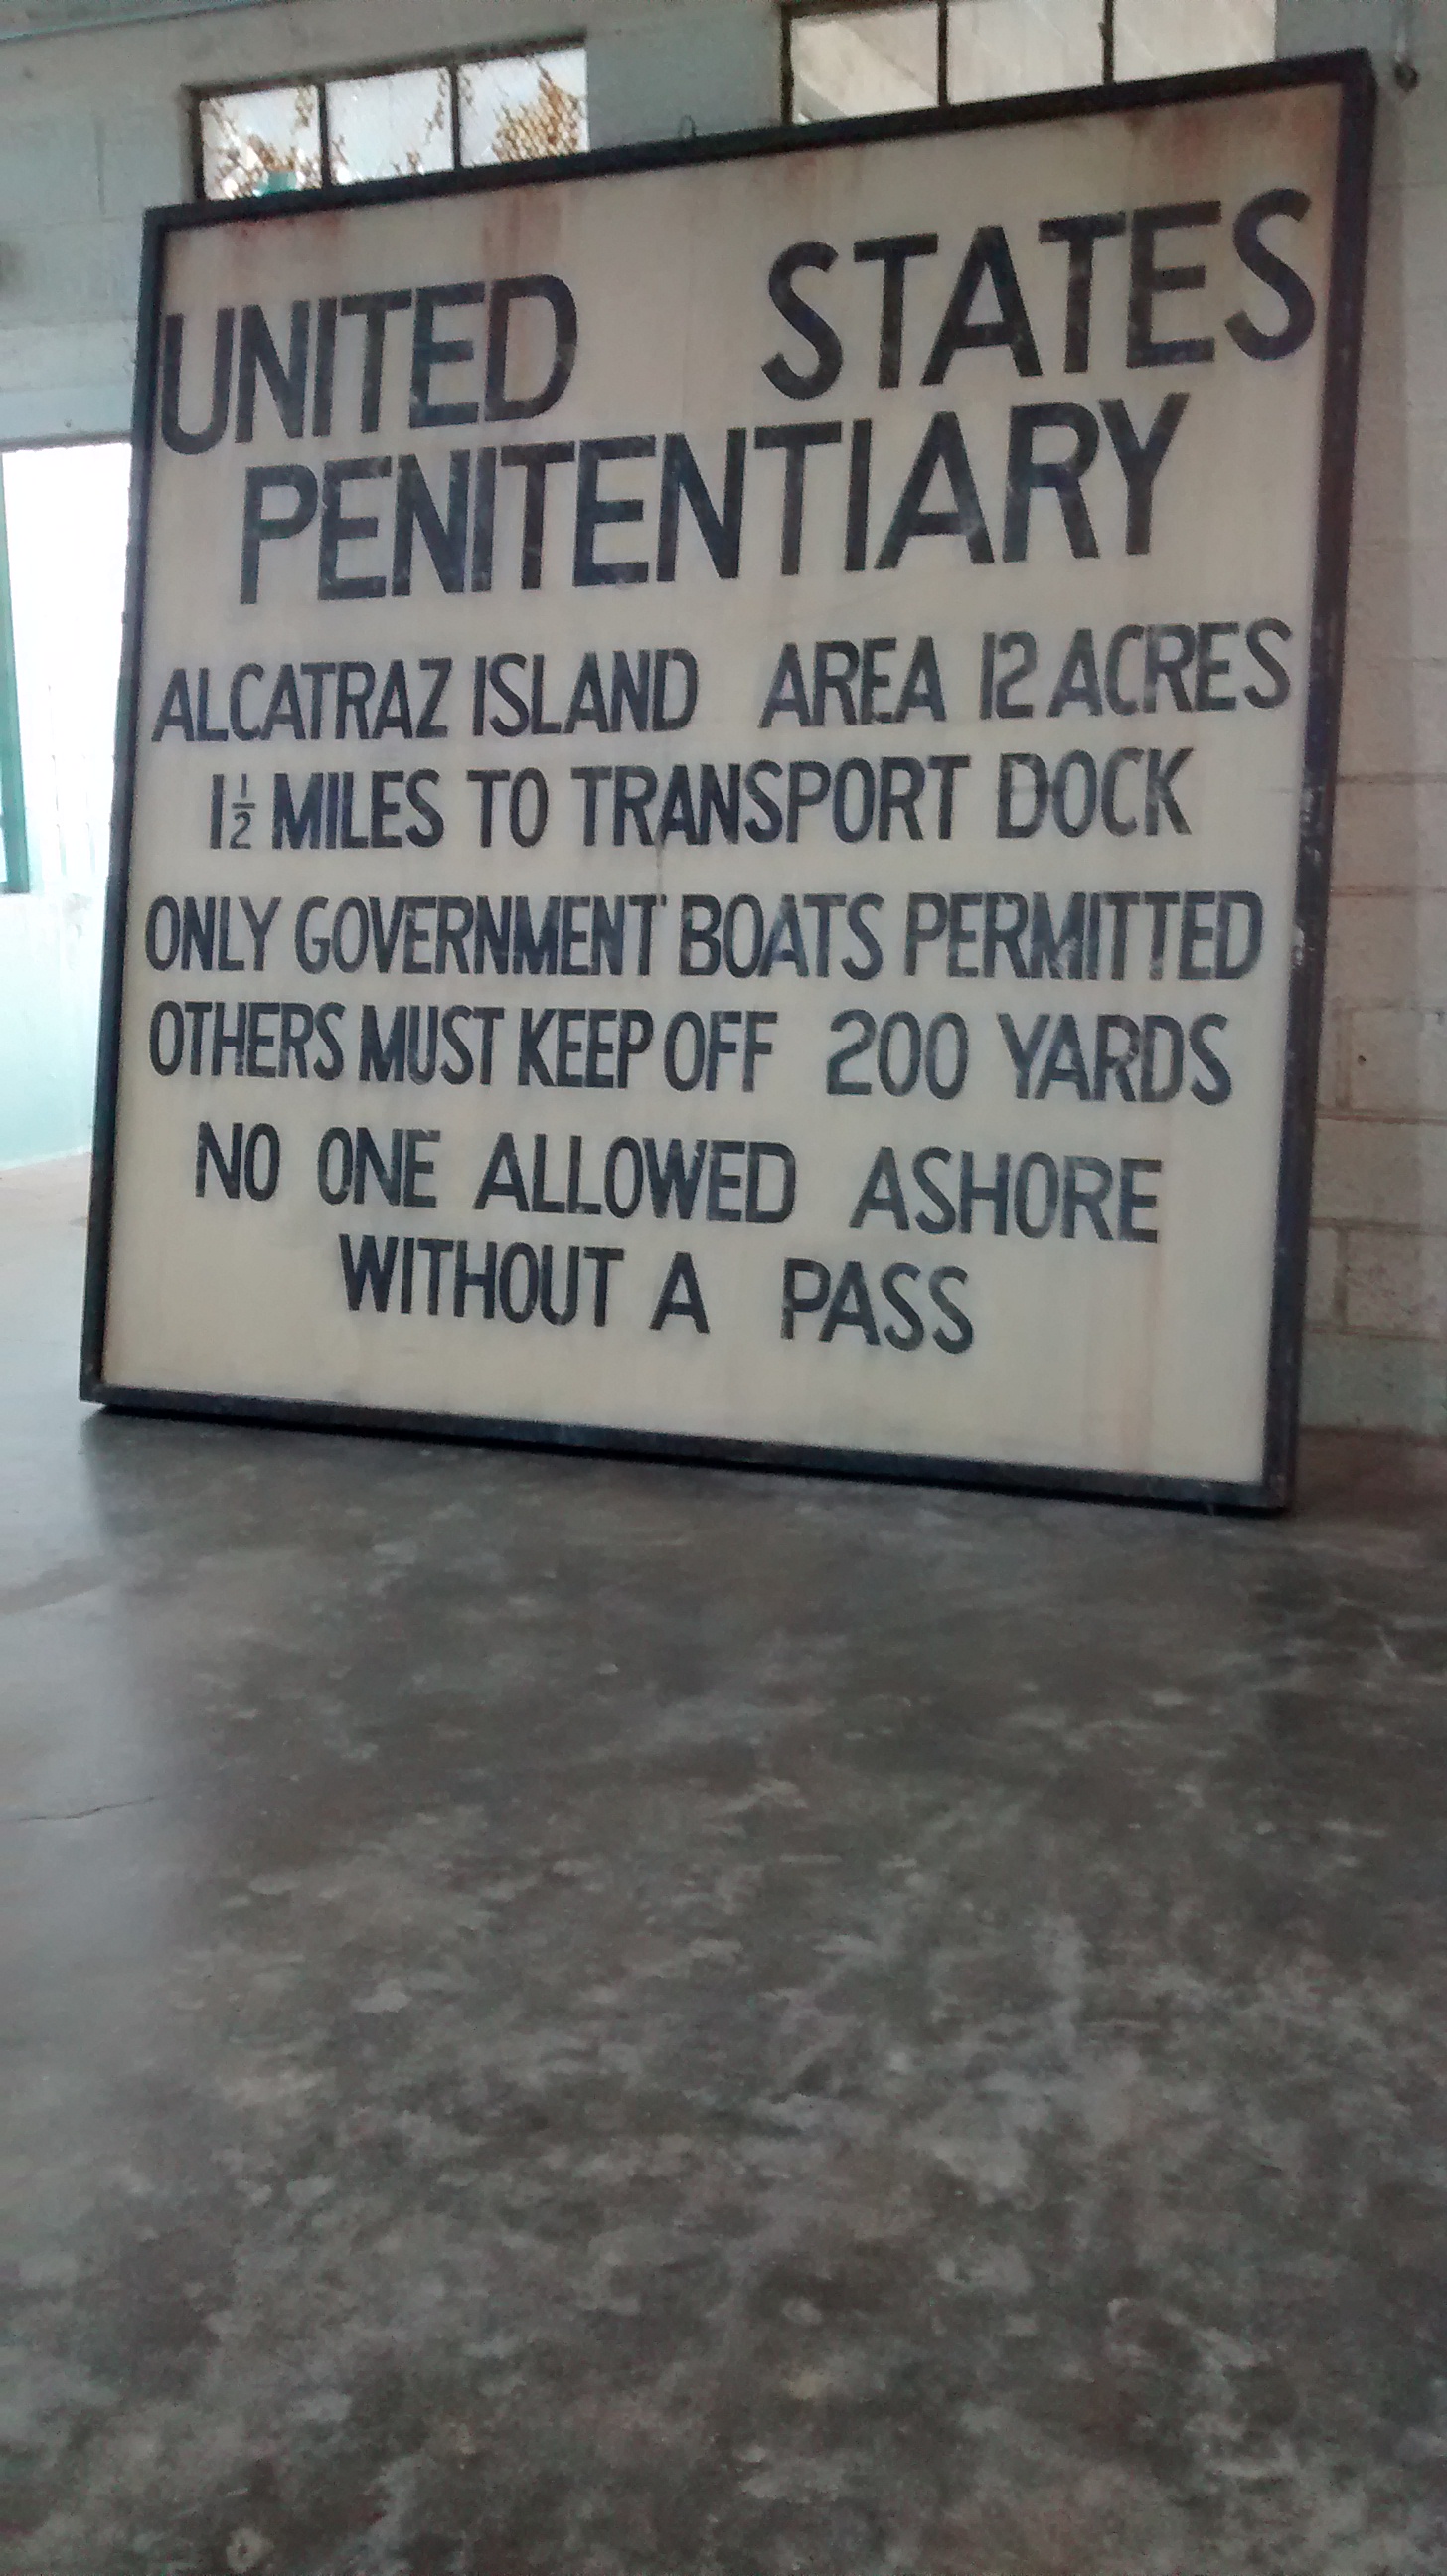 UNITED STATES
PENITENTIARY
ALCATRAZ ISLAND AREA 12 ACRES
1½ MILES TO TRANSPORT DOCK
ONLY GOVERNMENT BOATS PERMITTED
OTHERS MUST KEEP OFF 200 YARDS
NO ONE ALLOWED ASHORE
WITHOUT A PASS